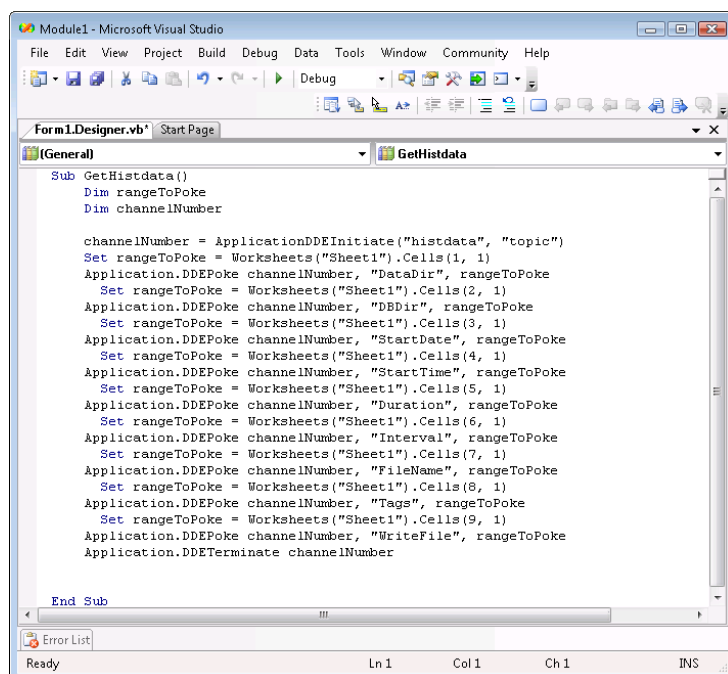 Module1 - Microsoft Visual Studio
File Edit View Project Build Debug Data Tools Window Community Help
Debug
Form1.Designer.vb* Start Page
(General) GetHistdata
Sub GetHistdata()
Dim rangeToPoke
Dim channelNumber
channelNumber = ApplicationDDEInitiate("histdata", "topic")
Set rangeToPoke = Worksheets("Sheet1").Cells(1, 1)
Application.DDEPoke channelNumber, "DataDir", rangeToPoke
Set rangeToPoke = Worksheets("Sheet1").Cells(2, 1)
Application.DDEPoke channelNumber, "DBDir", rangeToPoke
Set rangeToPoke = Worksheets("Sheet1").Cells(3, 1)
Application.DDEPoke channelNumber, "StartDate", rangeToPoke
Set rangeToPoke = Worksheets("Sheet1").Cells(4, 1)
Application.DDEPoke channelNumber, "StartTime", rangeToPoke
Set rangeToPoke = Worksheets("Sheet1").Cells(5, 1)
Application.DDEPoke channelNumber, "Duration", rangeToPoke
Set rangeToPoke = Worksheets("Sheet1").Cells(6, 1)
Application.DDEPoke channelNumber, "Interval", rangeToPoke
Set rangeToPoke = Worksheets("Sheet1").Cells(7, 1)
Application.DDEPoke channelNumber, "FileName", rangeToPoke
Set rangeToPoke = Worksheets("Sheet1").Cells(8, 1)
Application.DDEPoke channelNumber, "Tags", rangeToPoke
Set rangeToPoke = Worksheets("Sheet1").Cells(9, 1)
Application.DDEPoke channelNumber, "WriteFile", rangeToPoke
Application.DDETerminate channelNumber
End Sub
Error List
Ready Ln 1 Col 1 Ch 1 INS